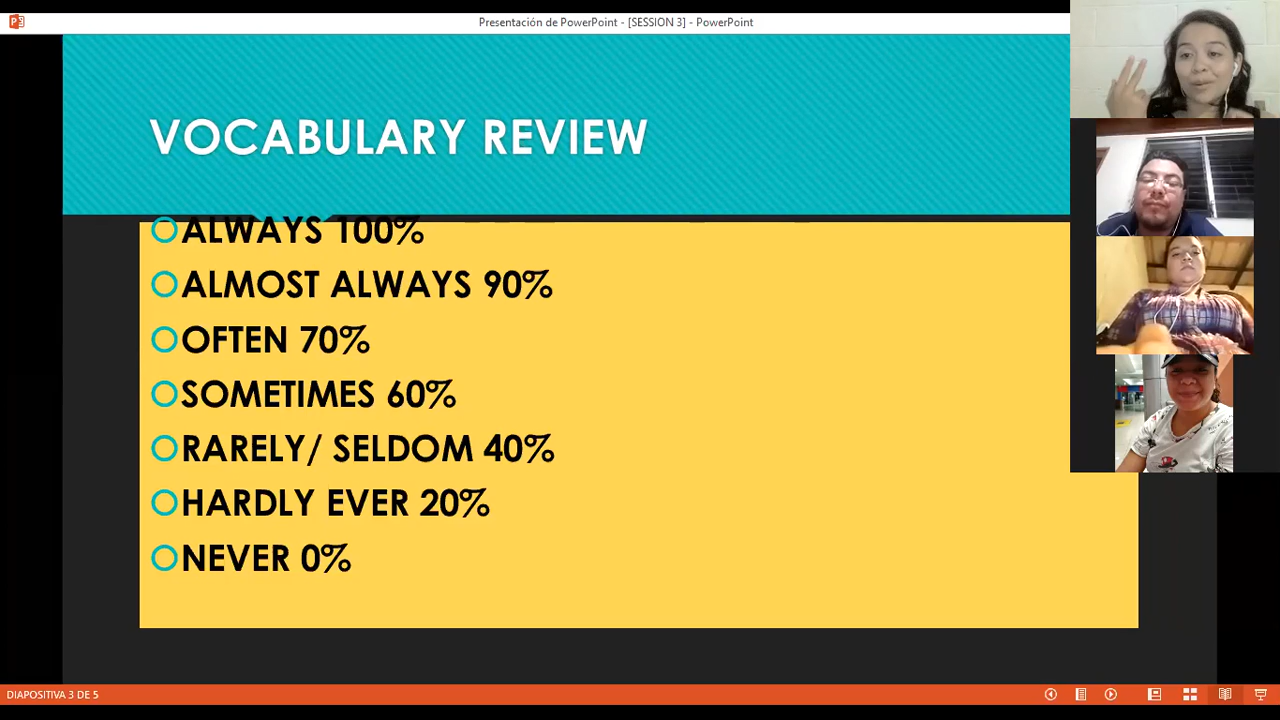 Presentación de PowerPoint - [SESSION 3] - PowerPoint
VOCABULARY REVIEW
ALWAYS 100%
ALMOST ALWAYS 90%
OFTEN 70%
SOMETIMES 60%
RARELY/ SELDOM 40%
HARDLY EVER 20%
NEVER 0%
DIAPOSITIVA 3 DE 5